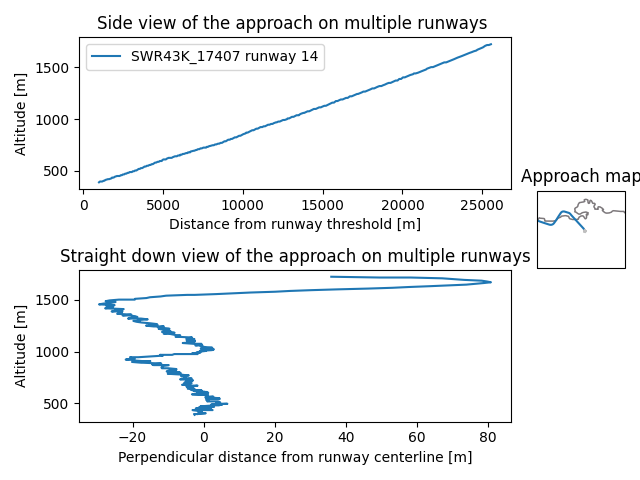 Side view of the approach on multiple runways
SWR43K_17407 runway 14
Altitude [m]
1500
1000
500
0
5000
10000
15000
20000
25000
Distance from runway threshold [m]
Approach map
Straight down view of the approach on multiple runways
Altitude [m]
1500
1000
500
−20
0
20
40
60
80
Perpendicular distance from runway centerline [m]